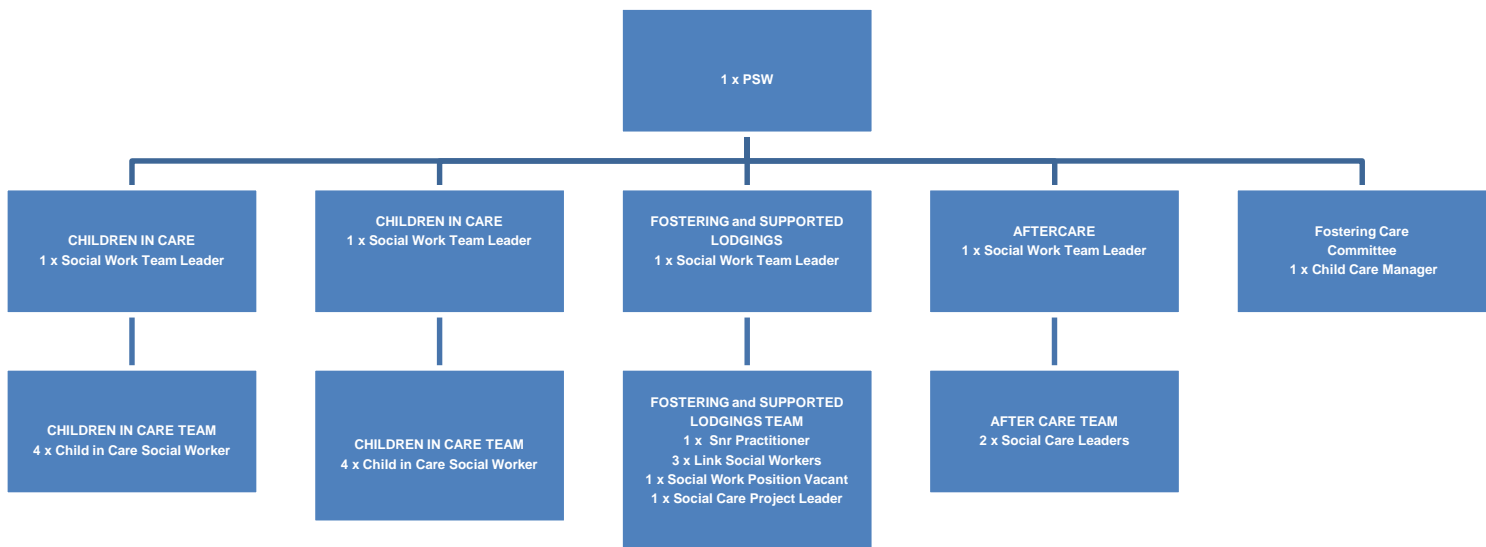 1 x PSW
CHILDREN IN CARE
1 x Social Work Team Leader
CHILDREN IN CARE
1 x Social Work Team Leader
FOSTERING and SUPPORTED
LODGINGS
1 x Social Work Team Leader
AFTERCARE
1 x Social Work Team Leader
Fostering Care
Committee
1 x Child Care Manager
CHILDREN IN CARE TEAM
4 x Child in Care Social Worker
CHILDREN IN CARE TEAM
4 x Child in Care Social Worker
FOSTERING and SUPPORTED
LODGINGS TEAM
1 x Snr Practitioner
3 x Link Social Workers
1 x Social Work Position Vacant
1 x Social Care Project Leader
AFTER CARE TEAM
2 x Social Care Leaders